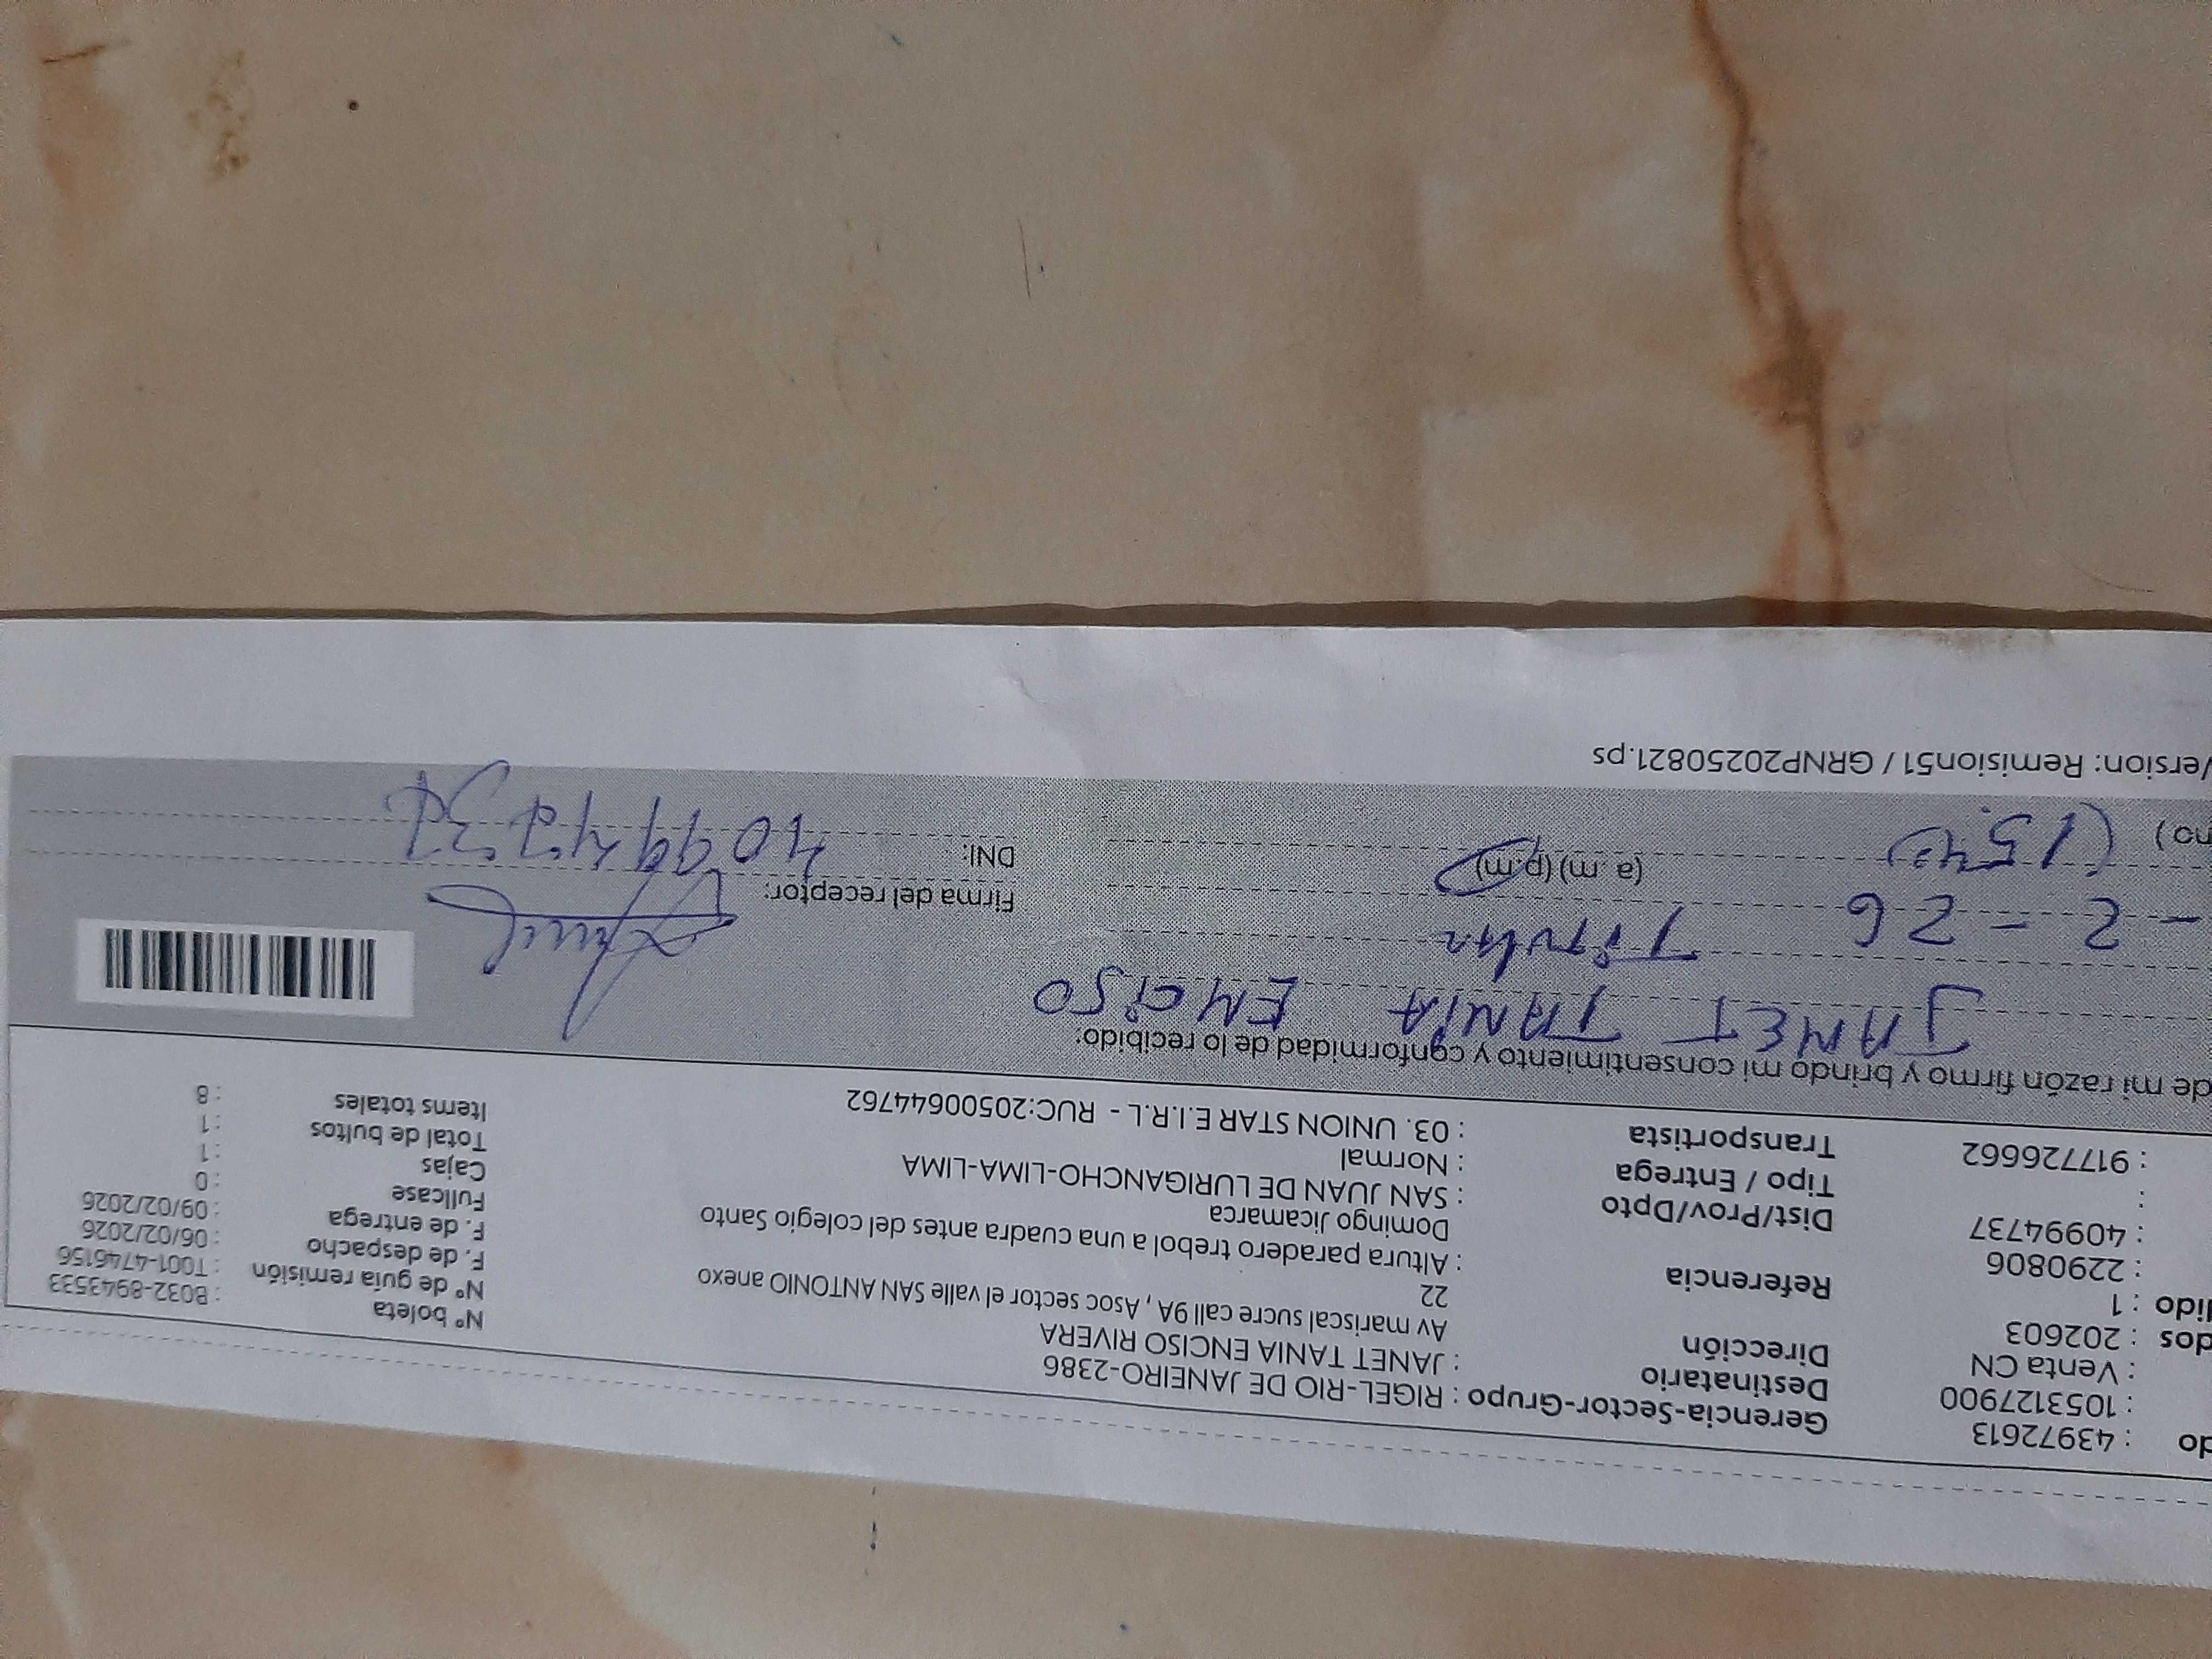 do : 43972613
: 1053127900
: Venta CN
dos : 202603
dido : 1
: 2290806
: 40994737
:
: 917726662
Gerencia-Sector-Grupo : RIGEL-RIO DE JANEIRO-2386
Destinatario : JANET TANIA ENCISO RIVERA
Dirección Av mariscal sucre call 9A , Asoc sector el valle SAN ANTONIO anexo
22
Referencia : Altura paradero trebol a una cuadra antes del colegio Santo
Domingo Jicamarca
Dist/Prov/Dpto : SAN JUAN DE LURIGANCHO-LIMA-LIMA
Tipo / Entrega : Normal
Transportista : 03. UNION STAR E.I.R.L - RUC:20500644762
N° boleta : B032-8943533
N° de guía remisión : T001-4746156
F. de despacho : 06/02/2026
F. de entrega : 09/02/2026
Fullcase : 0
Cajas : 1
Total de bultos : 1
Items totales : 8
de mi razón firmo y brindo mi consentimiento y conformidad de lo recibido:
JANET TANIA ENCISO
- 2 - 26 Titular
no ) (15:43) (a. m) (p.m)
Firma del receptor:
DNI: 40994737
Version: Remision51 / GRNP20250821.ps